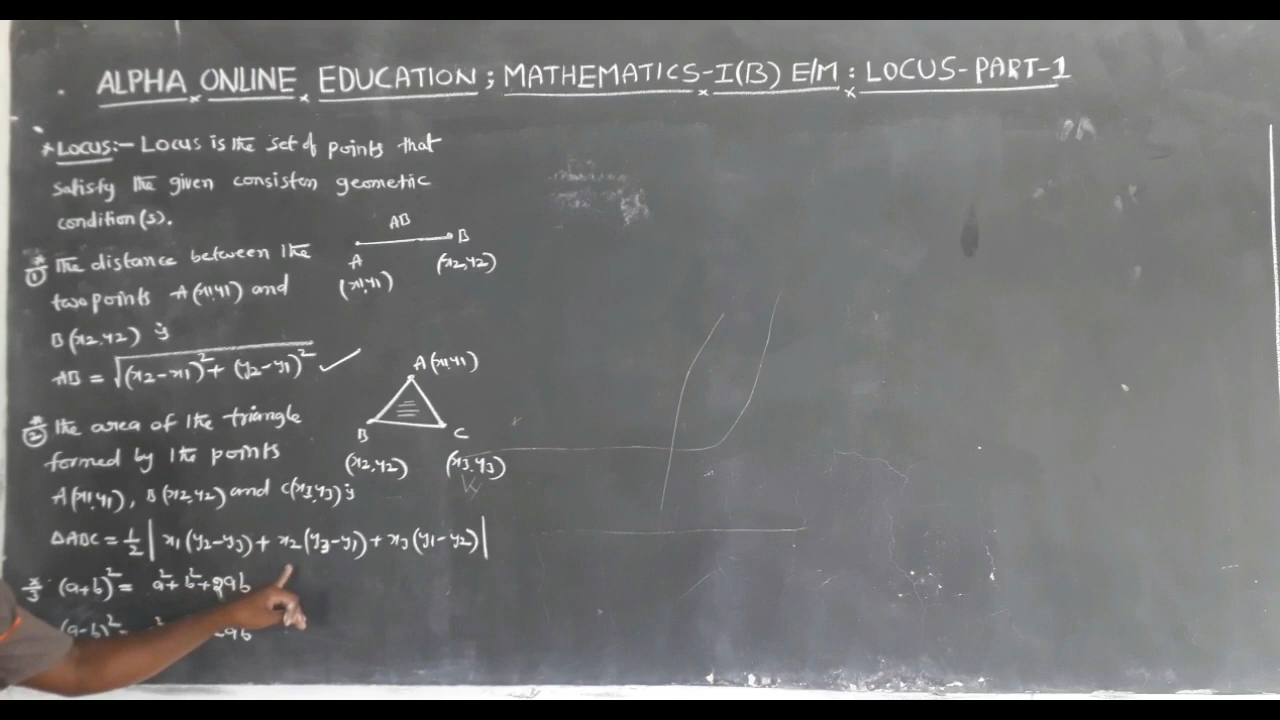 ALPHA ONLINE EDUCATION ; MATHEMATICS-I(B) E/M : LOCUS-PART-1
* LOCUS:- Locus is the set of points that
satisfy the given consisten geometric
condition(s).
AB
A B
(x1,y1) (x2,y2)
*1 The distance between the
two points A(x1,y1) and
B(x2,y2) is
AB = √(x2-x1)²+(y2-y1)² ✓
A(x1,y1)
B C
(x2,y2) (x3,y3)
*2 the area of the triangle
formed by the points
A(x1,y1), B(x2,y2) and C(x3,y3) is
ΔABC = 1/2 | x1(y2-y3) + x2(y3-y1) + x3(y1-y2) |
*3 (a+b)² = a²+b²+2ab
(a-b)² = ab